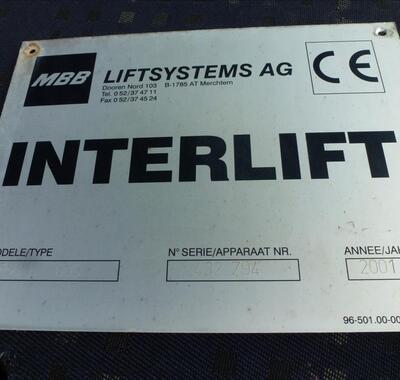 MBB LIFTSYSTEMS AG
Dooren Nord 103 B-1785 AT Merchtem
Tel. 0 52/37 47 11
Fax 0 52/37 45 24
CE
INTERLIFT
ODELE/TYPE
N° SERIE/APPARAAT NR.
294
ANNEE/JA
2001
96-501.00-00